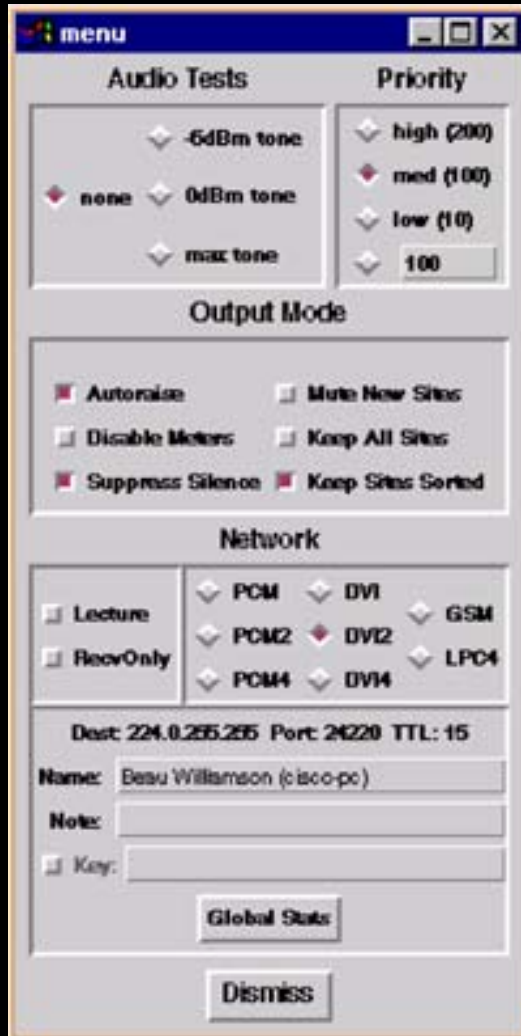 menu
Audio Tests
none
-6dBm tone
0dBm tone
max tone
Priority
high (200)
med (100)
low (10)
100
Output Mode
Autoraise
Mute New Sites
Disable Meters
Keep All Sites
Suppress Silence
Keep Sites Sorted
Network
Lecture
RecvOnly
PCM
PCM2
PCM4
DVI
DVI2
DVI4
GSM
LPC4
Dest: 224.0.255.255 Port: 24220 TTL: 15
Name: Beau Williamson (cisco-pc)
Note:
Key:
Global Stats
Dismiss